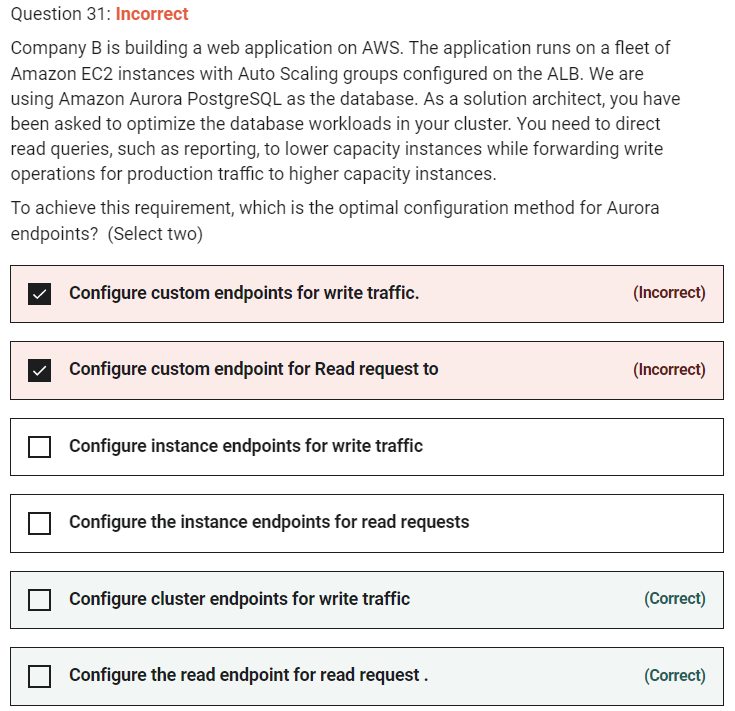 Question 31: Incorrect
Company B is building a web application on AWS. The application runs on a fleet of
Amazon EC2 instances with Auto Scaling groups configured on the ALB. We are
using Amazon Aurora PostgreSQL as the database. As a solution architect, you have
been asked to optimize the database workloads in your cluster. You need to direct
read queries, such as reporting, to lower capacity instances while forwarding write
operations for production traffic to higher capacity instances.
To achieve this requirement, which is the optimal configuration method for Aurora
endpoints?  (Select two)
Configure custom endpoints for write traffic. (Incorrect)
Configure custom endpoint for Read request to (Incorrect)
Configure instance endpoints for write traffic
Configure the instance endpoints for read requests
Configure cluster endpoints for write traffic (Correct)
Configure the read endpoint for read request . (Correct)